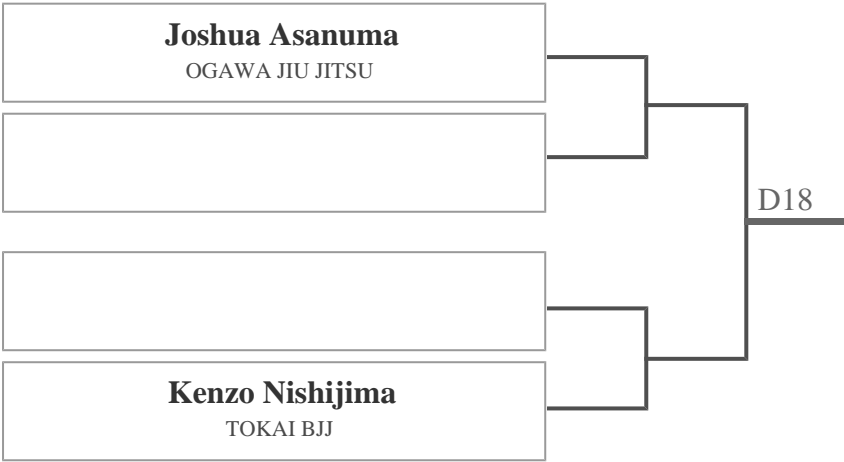 Joshua Asanuma
OGAWA JIU JITSU
D18
Kenzo Nishijima
TOKAI BJJ